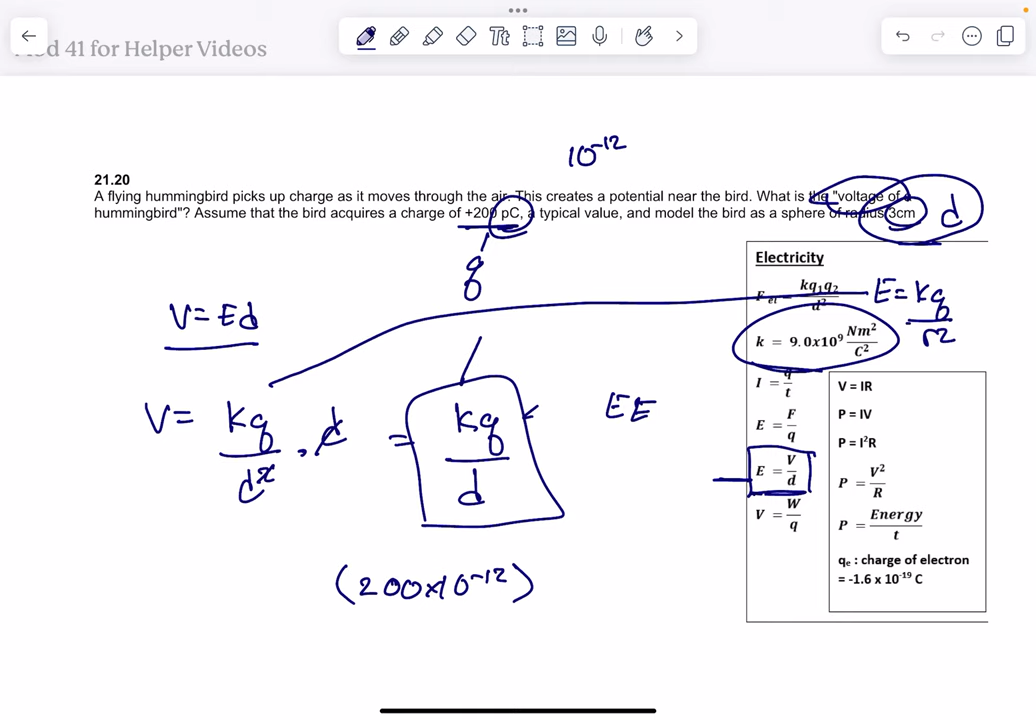 Mod 41 for Helper Videos
10⁻¹²
21.20
A flying hummingbird picks up charge as it moves through the air. This creates a potential near the bird. What is the "voltage of a
hummingbird"? Assume that the bird acquires a charge of +200 pC, a typical value, and model the bird as a sphere of radius 3cm
d
q
Electricity
F_el = kq₁q₂/d²
E = kq/r²
V = Ed
k = 9.0x10⁹ Nm²/C²
I = q/t
V = IR
V = kq/d² . d = kq/d
EE
E = F/q
P = IV
P = I²R
E = V/d
P = V²/R
V = W/q
P = Energy/t
qₑ : charge of electron
= -1.6 x 10⁻¹⁹ C
(200x10⁻¹²)